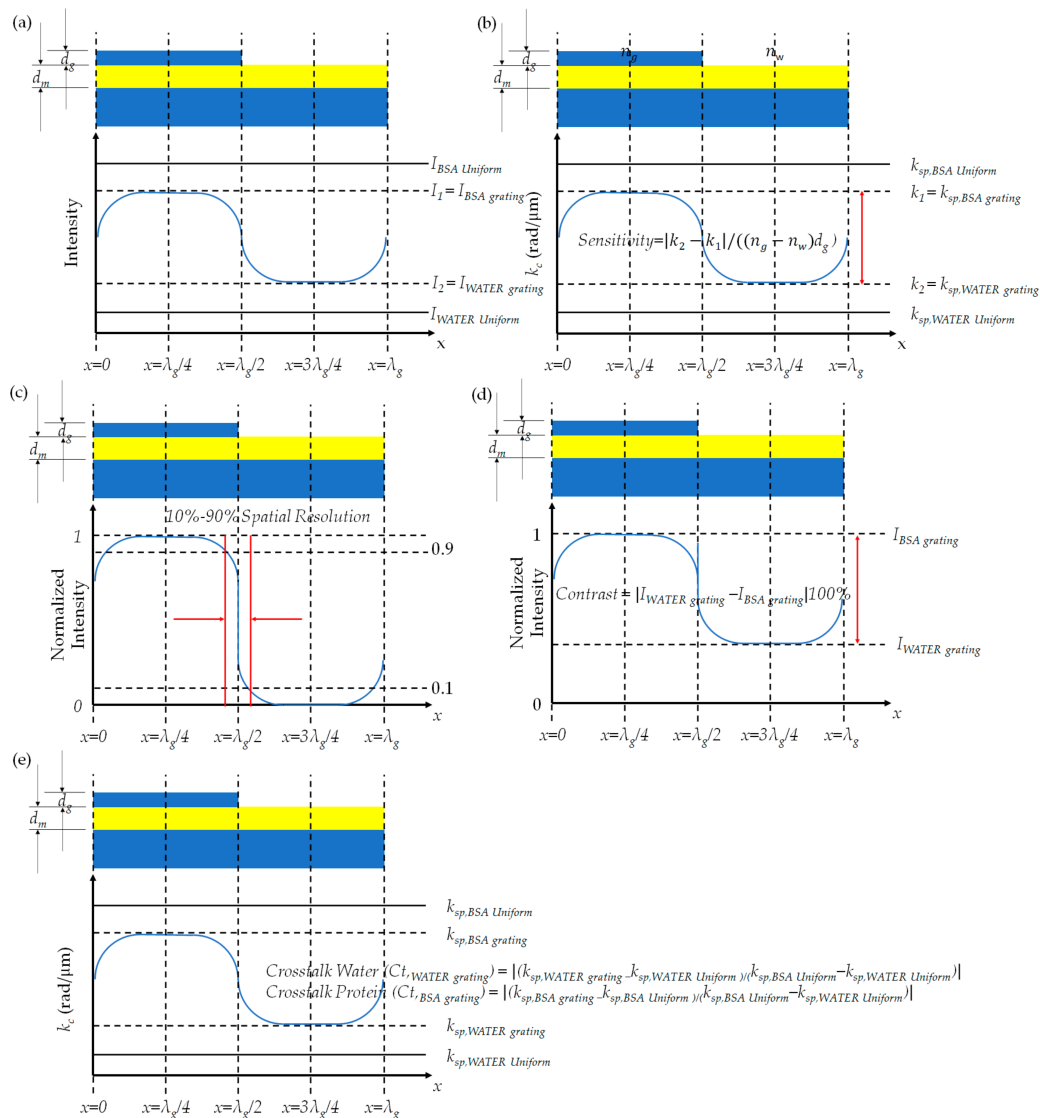 (a)
d_g
d_m
Intensity
I_BSA Uniform
I_1 = I_BSA grating
I_2 = I_WATER grating
I_WATER Uniform
x
x=0 x=λ_g/4 x=λ_g/2 x=3λ_g/4 x=λ_g
(b)
n_g n_w
d_g
d_m
k_c (rad/μm)
k_sp,BSA Uniform
k_1 = k_sp,BSA grating
Sensitivity=|k_2 − k_1|/((n_g − n_w)d_g)
k_2 = k_sp,WATER grating
k_sp,WATER Uniform
x
x=0 x=λ_g/4 x=λ_g/2 x=3λ_g/4 x=λ_g
(c)
d_g
d_m
10%-90% Spatial Resolution
Normalized
Intensity
1
0.9
0.1
0
x
x=0 x=λ_g/4 x=λ_g/2 x=3λ_g/4 x=λ_g
(d)
d_g
d_m
Normalized
Intensity
1
I_BSA grating
Contrast = |I_WATER grating −I_BSA grating|100%
I_WATER grating
0
x
x=0 x=λ_g/4 x=λ_g/2 x=3λ_g/4 x=λ_g
(e)
d_g
d_m
k_c (rad/μm)
k_sp,BSA Uniform
k_sp,BSA grating
Crosstalk Water (Ct,WATER grating) = |(k_sp,WATER grating −k_sp,WATER Uniform )/(k_sp,BSA Uniform−k_sp,WATER Uniform)|
Crosstalk Protein (Ct,BSA grating) = |(k_sp,BSA grating −k_sp,BSA Uniform )/(k_sp,BSA Uniform−k_sp,WATER Uniform)|
k_sp,WATER grating
k_sp,WATER Uniform
x
x=0 x=λ_g/4 x=λ_g/2 x=3λ_g/4 x=λ_g